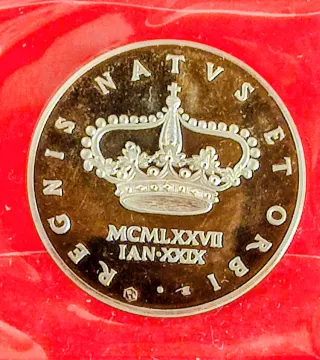 REGNIS NATVS ET ORBI
MCMLXXVII
IAN·XXIX